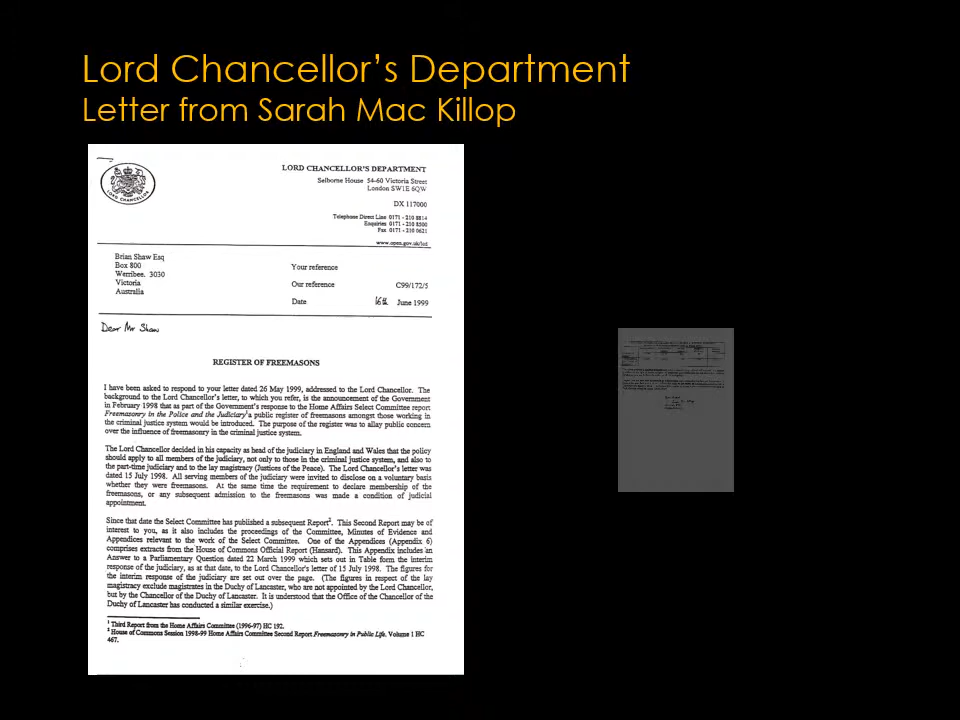 Lord Chancellor's Department
Letter from Sarah Mac Killop
LORD CHANCELLOR'S DEPARTMENT
Selborne House 54-60 Victoria Street
London SW1E 6QW
DX 117000
Telephone Direct Line 0171 - 210 8814
Enquiries 0171 - 210 8500
Fax 0171 - 210 0621
www.open.gov.uk/lcd
LORD CHANCELLOR
Brian Shaw Esq
Box 800
Werribee. 3030
Victoria
Australia
Your reference
Our reference C99/172/5
Date 16th June 1999
Dear Mr Shaw
REGISTER OF FREEMASONS
I have been asked to respond to your letter dated 26 May 1999, addressed to the Lord Chancellor. The
background to the Lord Chancellor's letter, to which you refer, is the announcement of the Government
in February 1998 that as part of the Government's response to the Home Affairs Select Committee report
Freemasonry in the Police and the Judiciary¹ a public register of freemasons amongst those working in
the criminal justice system would be introduced. The purpose of the register was to allay public concern
over the influence of freemasonry in the criminal justice system.
The Lord Chancellor decided in his capacity as head of the judiciary in England and Wales that the policy
should apply to all members of the judiciary, not only to those in the criminal justice system, and also to
the part-time judiciary and to the lay magistracy (Justices of the Peace). The Lord Chancellor's letter was
dated 15 July 1998. All serving members of the judiciary were invited to disclose on a voluntary basis
whether they were freemasons. At the same time the requirement to declare membership of the
freemasons, or any subsequent admission to the freemasons was made a condition of judicial
appointment.
Since that date the Select Committee has published a subsequent Report². This Second Report may be of
interest to you, as it also includes the proceedings of the Committee, Minutes of Evidence and
Appendices relevant to the work of the Select Committee. One of the Appendices (Appendix 6)
comprises extracts from the House of Commons Official Report (Hansard). This Appendix includes an
Answer to a Parliamentary Question dated 22 March 1999 which sets out in Table form the interim
response of the judiciary, as at that date, to the Lord Chancellor's letter of 15 July 1998. The figures for
the interim response of the judiciary are set out over the page. (The figures in respect of the lay
magistracy exclude magistrates in the Duchy of Lancaster, who are not appointed by the Lord Chancellor,
but by the Chancellor of the Duchy of Lancaster. It is understood that the Office of the Chancellor of the
Duchy of Lancaster has conducted a similar exercise.)
¹ Third Report from the Home Affairs Committee (1996-97) HC 192.
² House of Commons Session 1998-99 Home Affairs Committee Second Report Freemasonry in Public Life. Volume 1 HC
467.